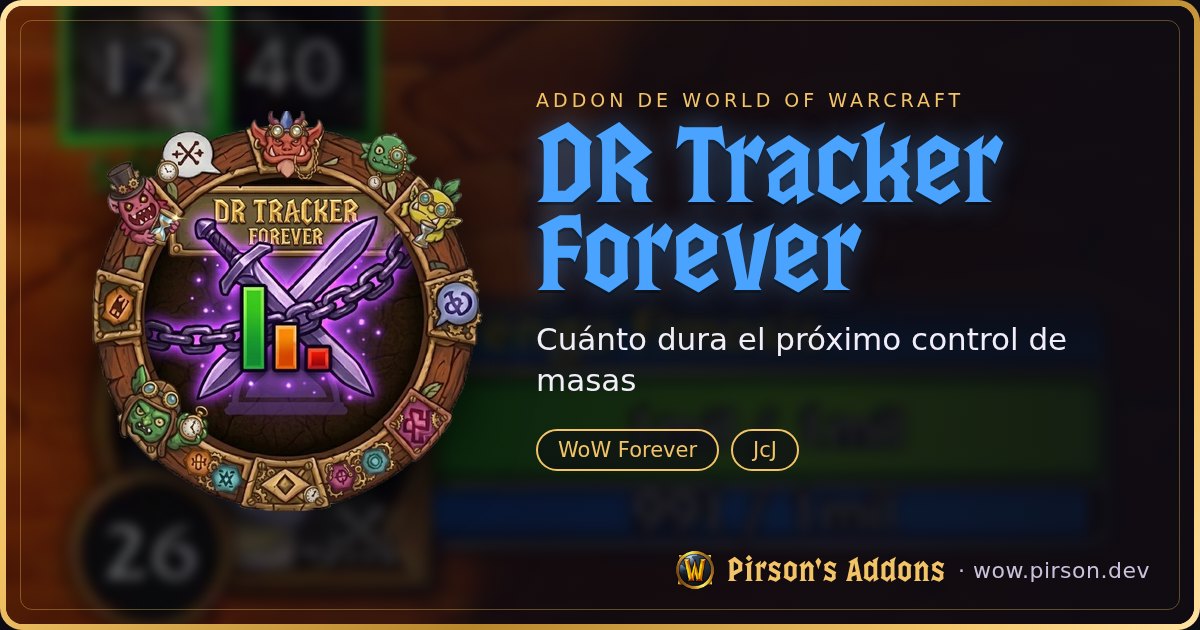 12 40
ADDON DE WORLD OF WARCRAFT
DR Tracker
Forever
DR TRACKER
FOREVER
Cuánto dura el próximo control de
masas
WoW Forever JcJ
26
W Pirson's Addons · wow.pirson.dev